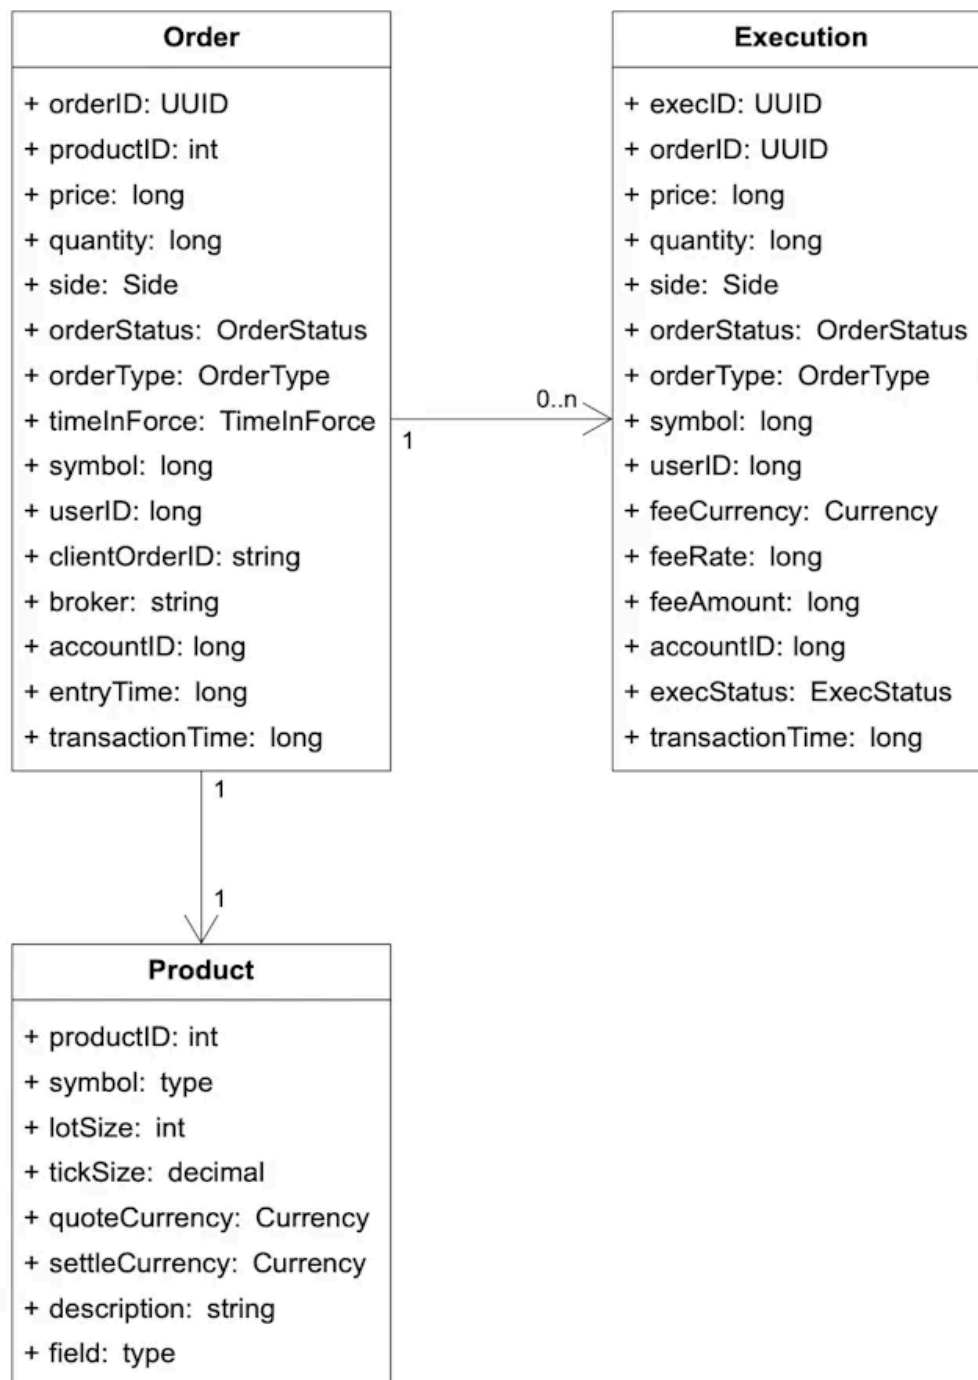 Order
+ orderID: UUID
+ productID: int
+ price: long
+ quantity: long
+ side: Side
+ orderStatus: OrderStatus
+ orderType: OrderType
+ timeInForce: TimeInForce
+ symbol: long
+ userID: long
+ clientOrderID: string
+ broker: string
+ accountID: long
+ entryTime: long
+ transactionTime: long
1
0..n
Execution
+ execID: UUID
+ orderID: UUID
+ price: long
+ quantity: long
+ side: Side
+ orderStatus: OrderStatus
+ orderType: OrderType
+ symbol: long
+ userID: long
+ feeCurrency: Currency
+ feeRate: long
+ feeAmount: long
+ accountID: long
+ execStatus: ExecStatus
+ transactionTime: long
1
1
Product
+ productID: int
+ symbol: type
+ lotSize: int
+ tickSize: decimal
+ quoteCurrency: Currency
+ settleCurrency: Currency
+ description: string
+ field: type